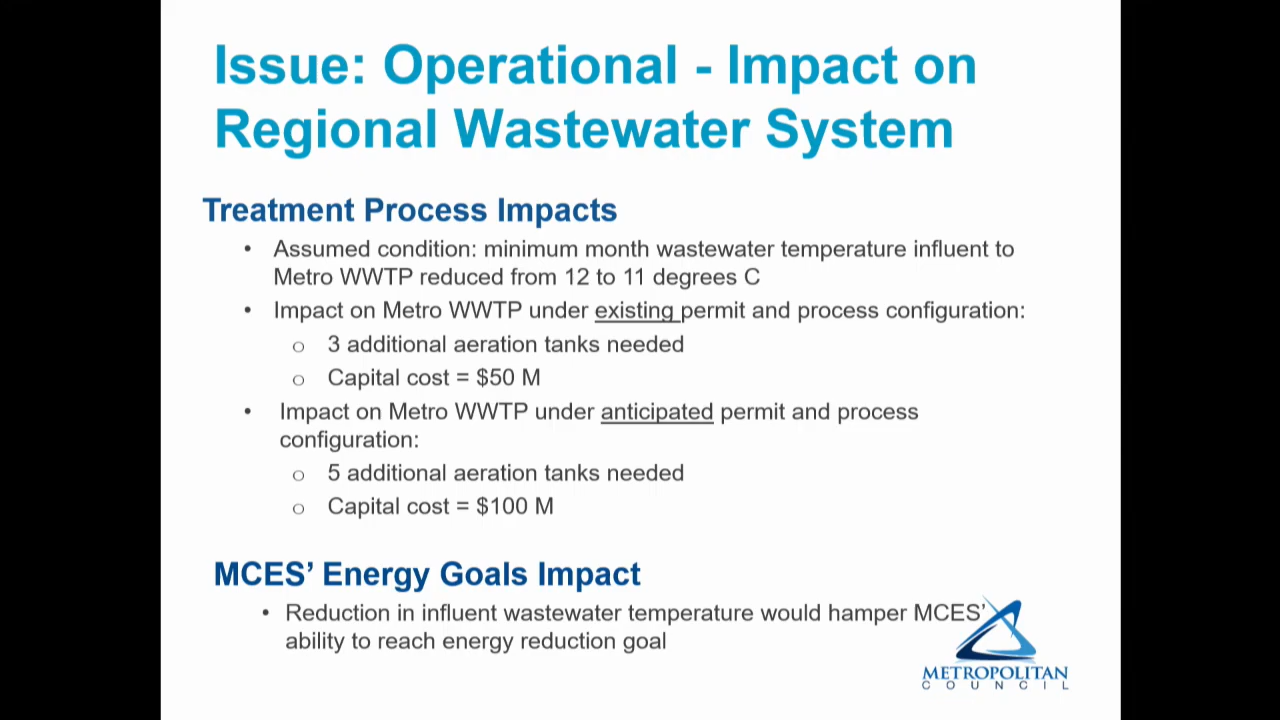 Issue: Operational - Impact on
Regional Wastewater System
Treatment Process Impacts
• Assumed condition: minimum month wastewater temperature influent to
Metro WWTP reduced from 12 to 11 degrees C
• Impact on Metro WWTP under existing permit and process configuration:
o 3 additional aeration tanks needed
o Capital cost = $50 M
• Impact on Metro WWTP under anticipated permit and process
configuration:
o 5 additional aeration tanks needed
o Capital cost = $100 M
MCES’ Energy Goals Impact
• Reduction in influent wastewater temperature would hamper MCES’
ability to reach energy reduction goal
METROPOLITAN
COUNCIL